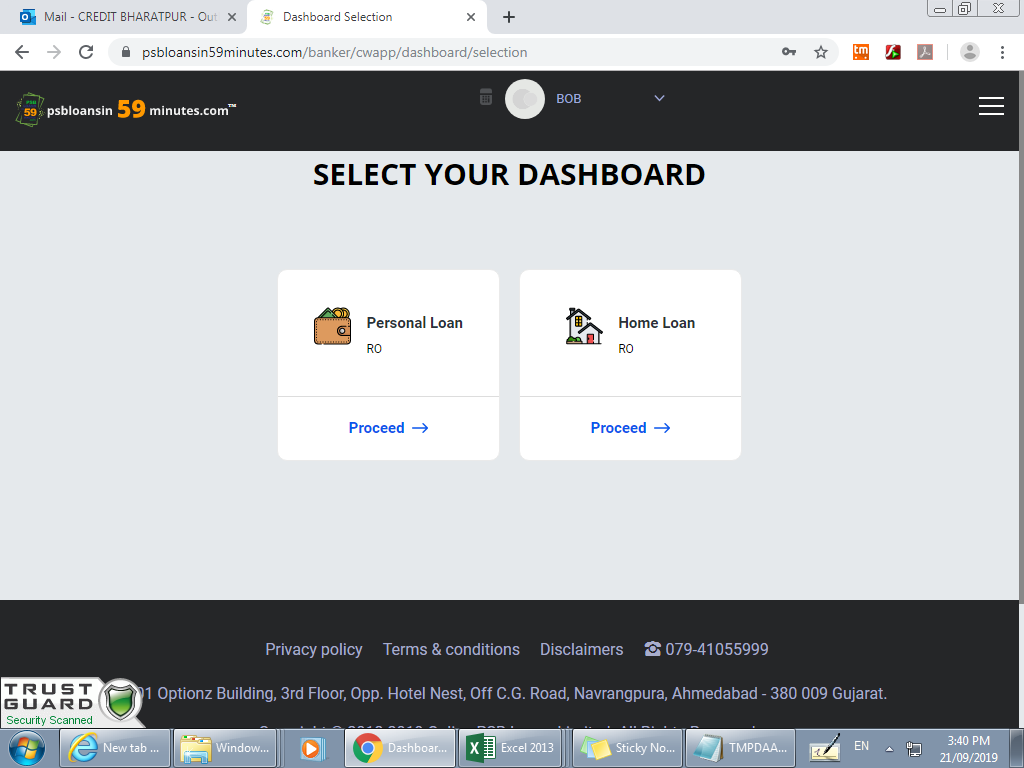 Mail - CREDIT BHARATPUR - Out
Dashboard Selection
psbloansin59minutes.com/banker/cwapp/dashboard/selection
tm
PSB
59
psbloansin 59 minutes.com™
BOB
SELECT YOUR DASHBOARD
Personal Loan
RO
Home Loan
RO
Proceed →
Proceed →
Privacy policy Terms & conditions Disclaimers 079-41055999
01 Optionz Building, 3rd Floor, Opp. Hotel Nest, Off C.G. Road, Navrangpura, Ahmedabad - 380 009 Gujarat.
TRUST
GUARD
Security Scanned
New tab ...
Window...
Dashboar...
Excel 2013
Sticky No...
TMPDAA...
EN
3:40 PM
21/09/2019